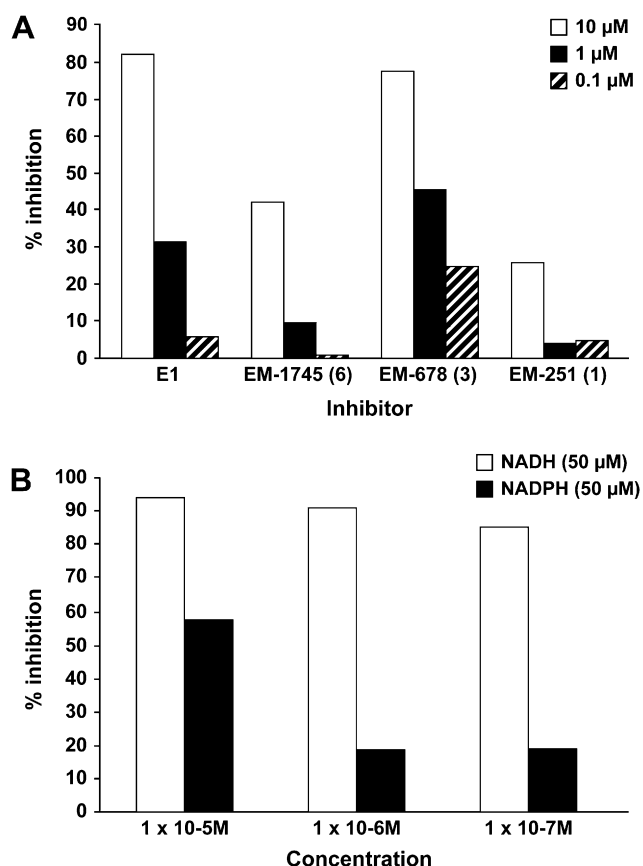 A
90
80
70
60
50
40
30
20
10
0
% inhibition
10 µM
1 µM
0.1 µM
E1 EM-1745 (6) EM-678 (3) EM-251 (1)
Inhibitor
B
100
90
80
70
60
50
40
30
20
10
0
% inhibition
NADH (50 µM)
NADPH (50 µM)
1 x 10-5M 1 x 10-6M 1 x 10-7M
Concentration